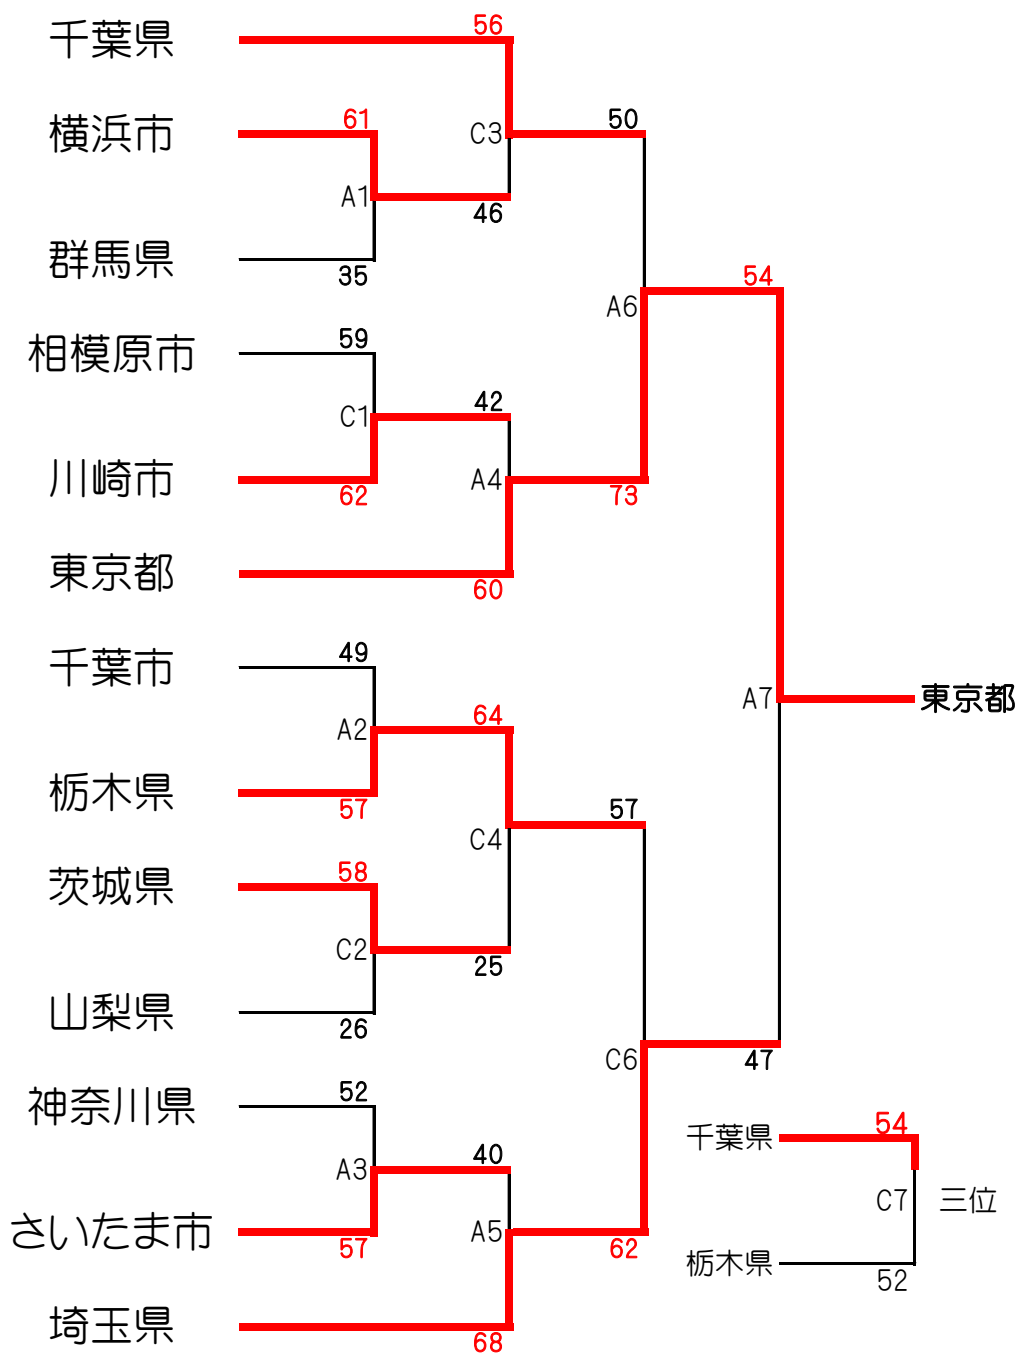 千葉県
56
横浜市
61
C3
50
A1
46
群馬県
35
相模原市
59
A6
54
C1
42
川崎市
62
A4
73
東京都
60
千葉市
49
A2
64
A7
東京都
栃木県
57
C4
57
茨城県
58
C2
25
山梨県
26
C6
47
神奈川県
52
A3
40
千葉県
54
さいたま市
57
A5
62
C7
三位
栃木県
52
埼玉県
68